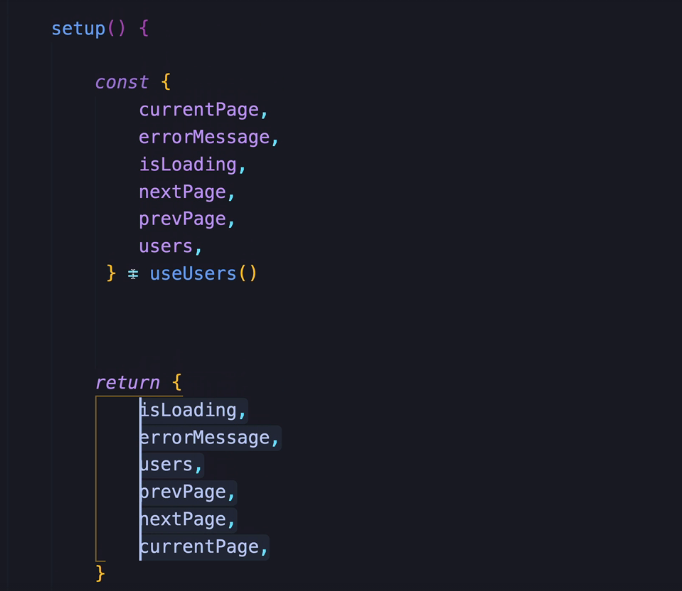 setup() {
const {
currentPage,
errorMessage,
isLoading,
nextPage,
prevPage,
users,
} = useUsers()
return {
isLoading,
errorMessage,
users,
prevPage,
nextPage,
currentPage,
}